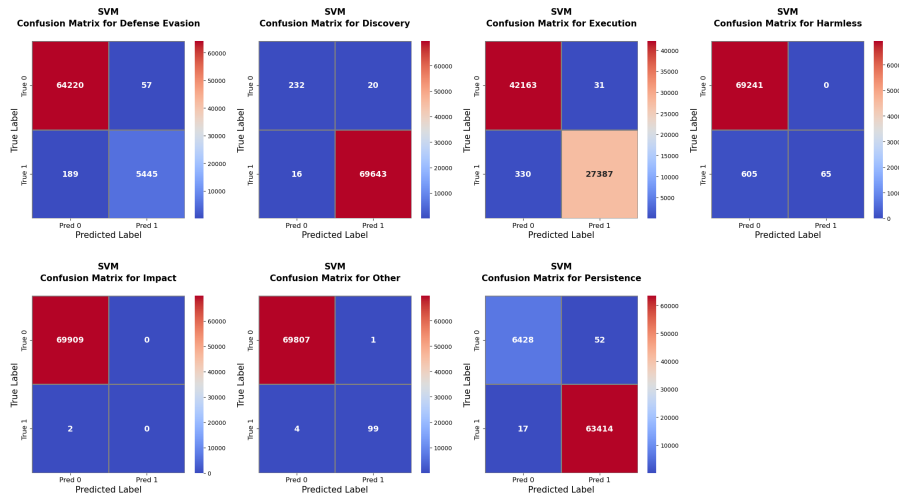 SVM
Confusion Matrix for Defense Evasion
True Label
True 0
True 1
64220
57
189
5445
Pred 0
Pred 1
Predicted Label
60000
50000
40000
30000
20000
10000
SVM
Confusion Matrix for Discovery
True Label
True 0
True 1
232
20
16
69643
Pred 0
Pred 1
Predicted Label
60000
50000
40000
30000
20000
10000
SVM
Confusion Matrix for Execution
True Label
True 0
True 1
42163
31
330
27387
Pred 0
Pred 1
Predicted Label
40000
35000
30000
25000
20000
15000
10000
5000
SVM
Confusion Matrix for Harmless
True Label
True 0
True 1
69241
0
605
65
Pred 0
Pred 1
Predicted Label
60000
50000
40000
30000
20000
10000
0
SVM
Confusion Matrix for Impact
True Label
True 0
True 1
69909
0
2
0
Pred 0
Pred 1
Predicted Label
60000
50000
40000
30000
20000
10000
0
SVM
Confusion Matrix for Other
True Label
True 0
True 1
69807
1
4
99
Pred 0
Pred 1
Predicted Label
60000
50000
40000
30000
20000
10000
SVM
Confusion Matrix for Persistence
True Label
True 0
True 1
6428
52
17
63414
Pred 0
Pred 1
Predicted Label
60000
50000
40000
30000
20000
10000